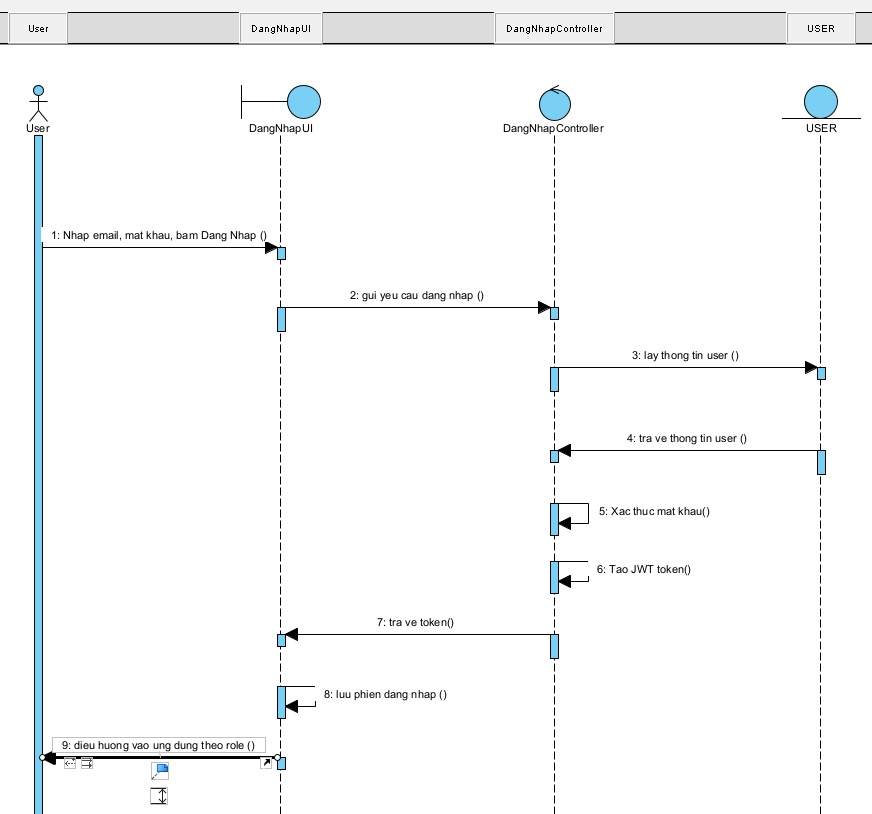 User
DangNhapUI
DangNhapController
USER
User
DangNhapUI
DangNhapController
USER
1: Nhap email, mat khau, bam Dang Nhap ()
2: gui yeu cau dang nhap ()
3: lay thong tin user ()
4: tra ve thong tin user ()
5: Xac thuc mat khau()
6: Tao JWT token()
7: tra ve token()
8: luu phien dang nhap ()
9: dieu huong vao ung dung theo role ()